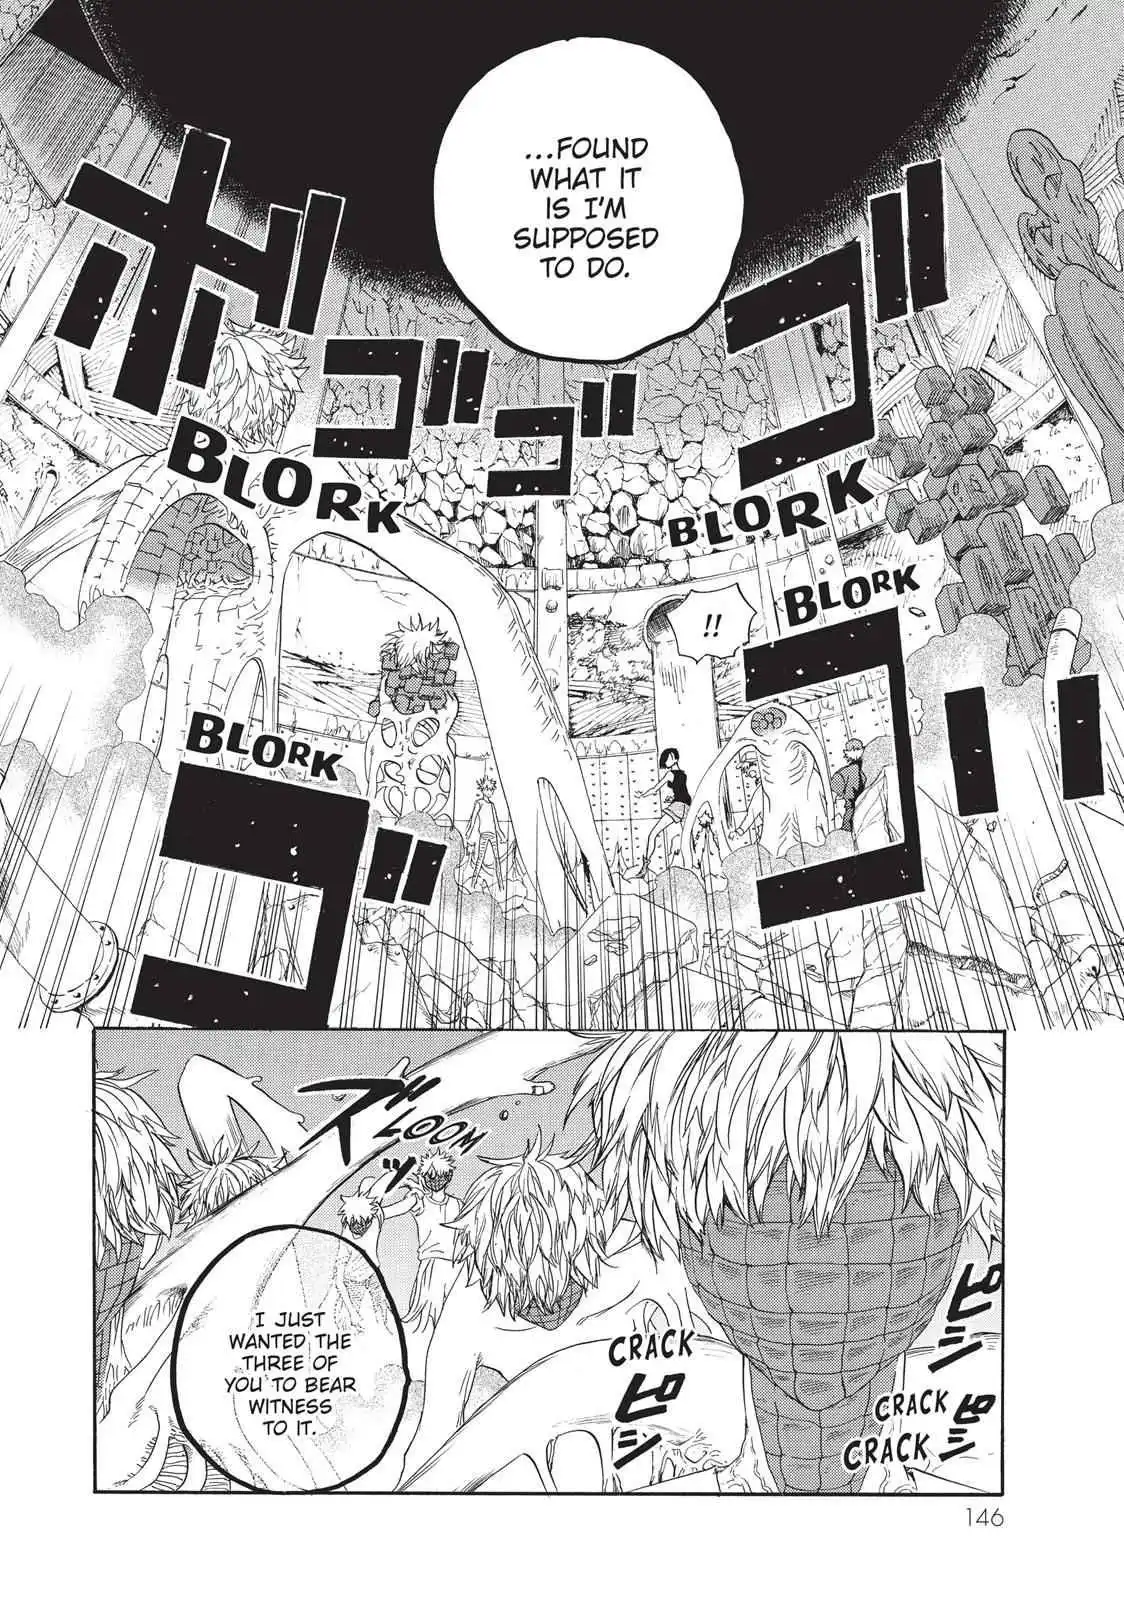 ...FOUND
WHAT IT
IS I'M
SUPPOSED
TO DO.
ボゴゴゴゴ
BLORK
BLORK
BLORK
!!
BLORK
ゴゴ
ズズッ
LOOM
I JUST
WANTED THE
THREE OF
YOU TO BEAR
WITNESS
TO IT.
CRACK
ピシ
ピシ
CRACK
ピシ
CRACK
146